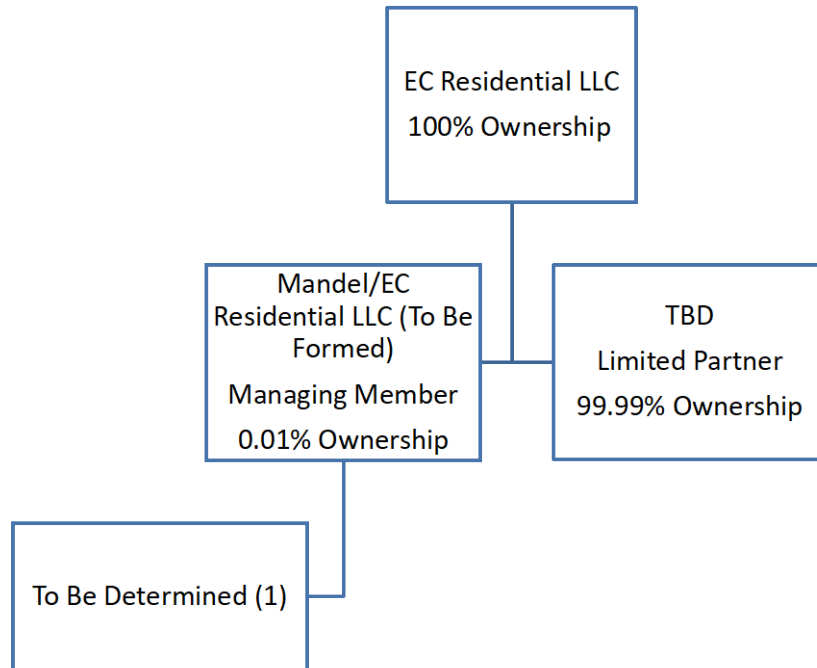 EC Residential LLC
100% Ownership
Mandel/EC
Residential LLC (To Be
Formed)
Managing Member
0.01% Ownership
TBD
Limited Partner
99.99% Ownership
To Be Determined (1)